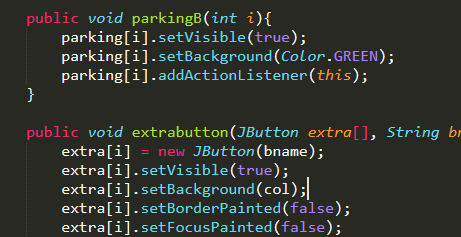 public void parkingB(int i){
parking[i].setVisible(true);
parking[i].setBackground(Color.GREEN);
parking[i].addActionListener(this);
}
public void extrabutton(JButton extra[], String
extra[i] = new JButton(bname);
extra[i].setVisible(true);
extra[i].setBackground(col);
extra[i].setBorderPainted(false);
extra[i].setFocusPainted(false);